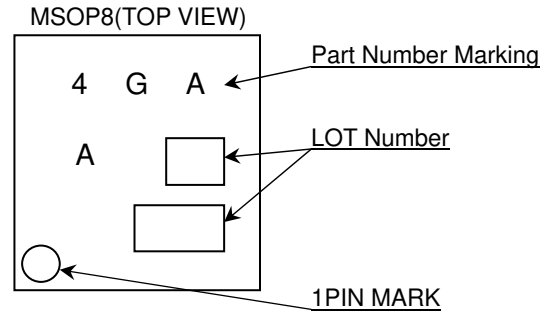 MSOP8(TOP VIEW)
Part Number Marking
4 G A
LOT Number
A
1PIN MARK